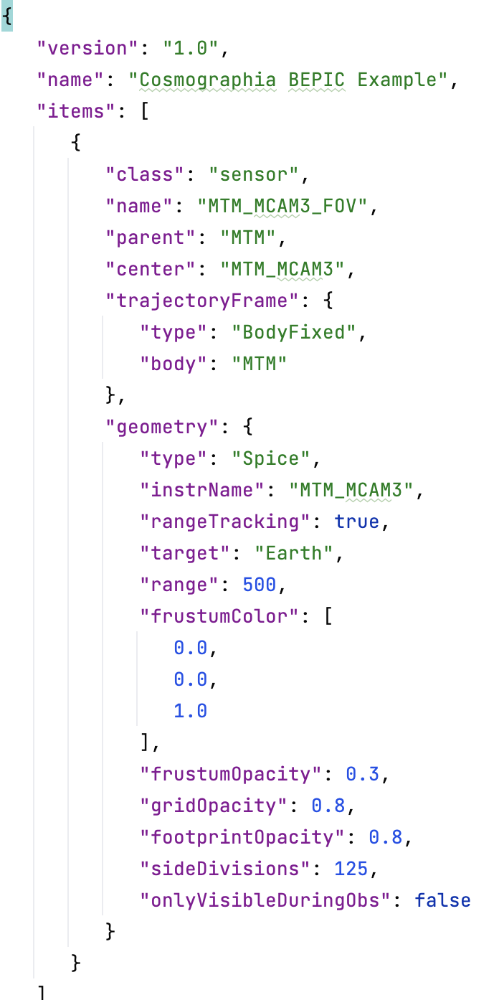 {
   "version": "1.0",
   "name": "Cosmographia BEPIC Example",
   "items": [
      {
         "class": "sensor",
         "name": "MTM_MCAM3_FOV",
         "parent": "MTM",
         "center": "MTM_MCAM3",
         "trajectoryFrame": {
            "type": "BodyFixed",
            "body": "MTM"
         },
         "geometry": {
            "type": "Spice",
            "instrName": "MTM_MCAM3",
            "rangeTracking": true,
            "target": "Earth",
            "range": 500,
            "frustumColor": [
               0.0,
               0.0,
               1.0
            ],
            "frustumOpacity": 0.3,
            "gridOpacity": 0.8,
            "footprintOpacity": 0.8,
            "sideDivisions": 125,
            "onlyVisibleDuringObs": false
         }
      }
   ]